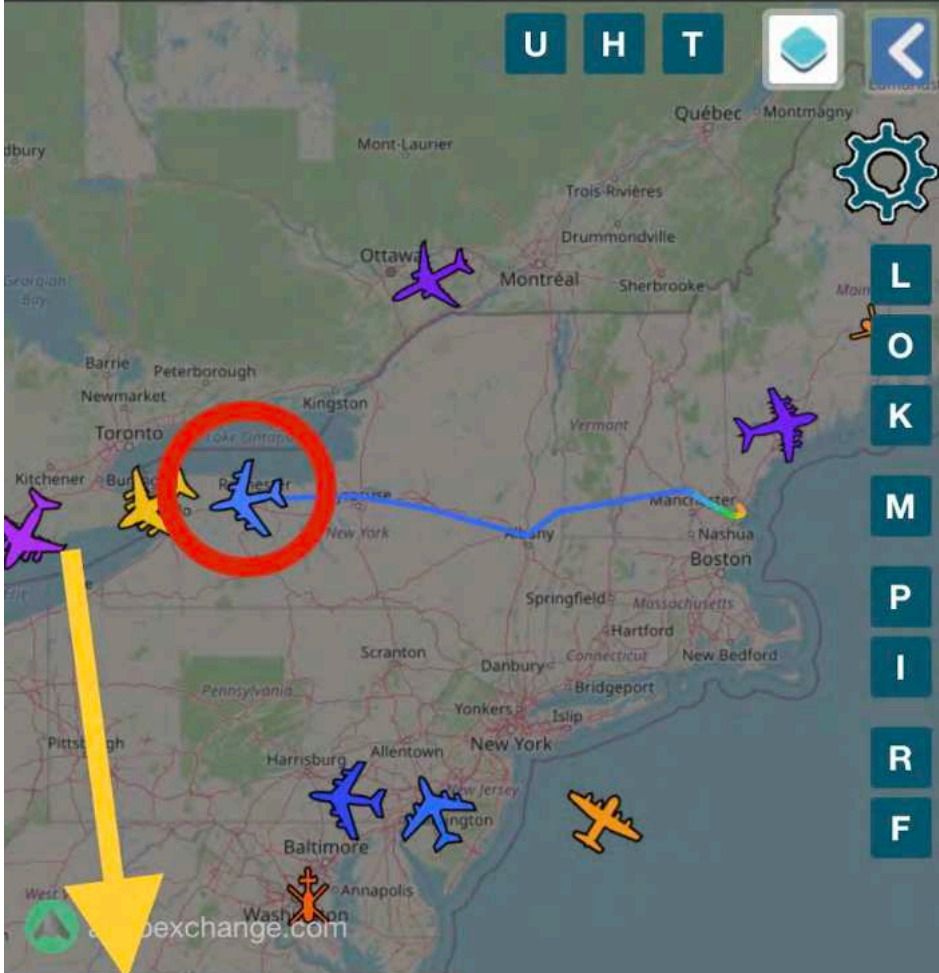 U H T
Québec
Montmagny
Mont-Laurier
Trois-Rivières
Drummondville
Ottawa
Montréal
Sherbrooke
Georgian
Bay
L
O
Barrie
Peterborough
Newmarket
Kingston
K
Toronto
Vermont
Kitchener
Manchester
M
New York
Albany
Nashua
Boston
P
Springfield
Massachusetts
Hartford
Scranton
Danbury
Connecticut
New Bedford
I
Pennsylvania
Bridgeport
Yonkers
Islip
New York
R
Allentown
Harrisburg
New Jersey
F
Baltimore
Annapolis